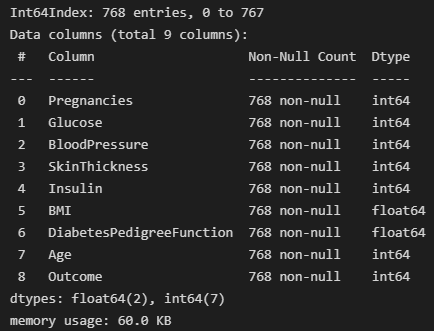 Int64Index: 768 entries, 0 to 767
Data columns (total 9 columns):
 #   Column                    Non-Null Count  Dtype
---  ------                    --------------  -----
 0   Pregnancies               768 non-null    int64
 1   Glucose                   768 non-null    int64
 2   BloodPressure             768 non-null    int64
 3   SkinThickness             768 non-null    int64
 4   Insulin                   768 non-null    int64
 5   BMI                       768 non-null    float64
 6   DiabetesPedigreeFunction  768 non-null    float64
 7   Age                       768 non-null    int64
 8   Outcome                   768 non-null    int64
dtypes: float64(2), int64(7)
memory usage: 60.0 KB